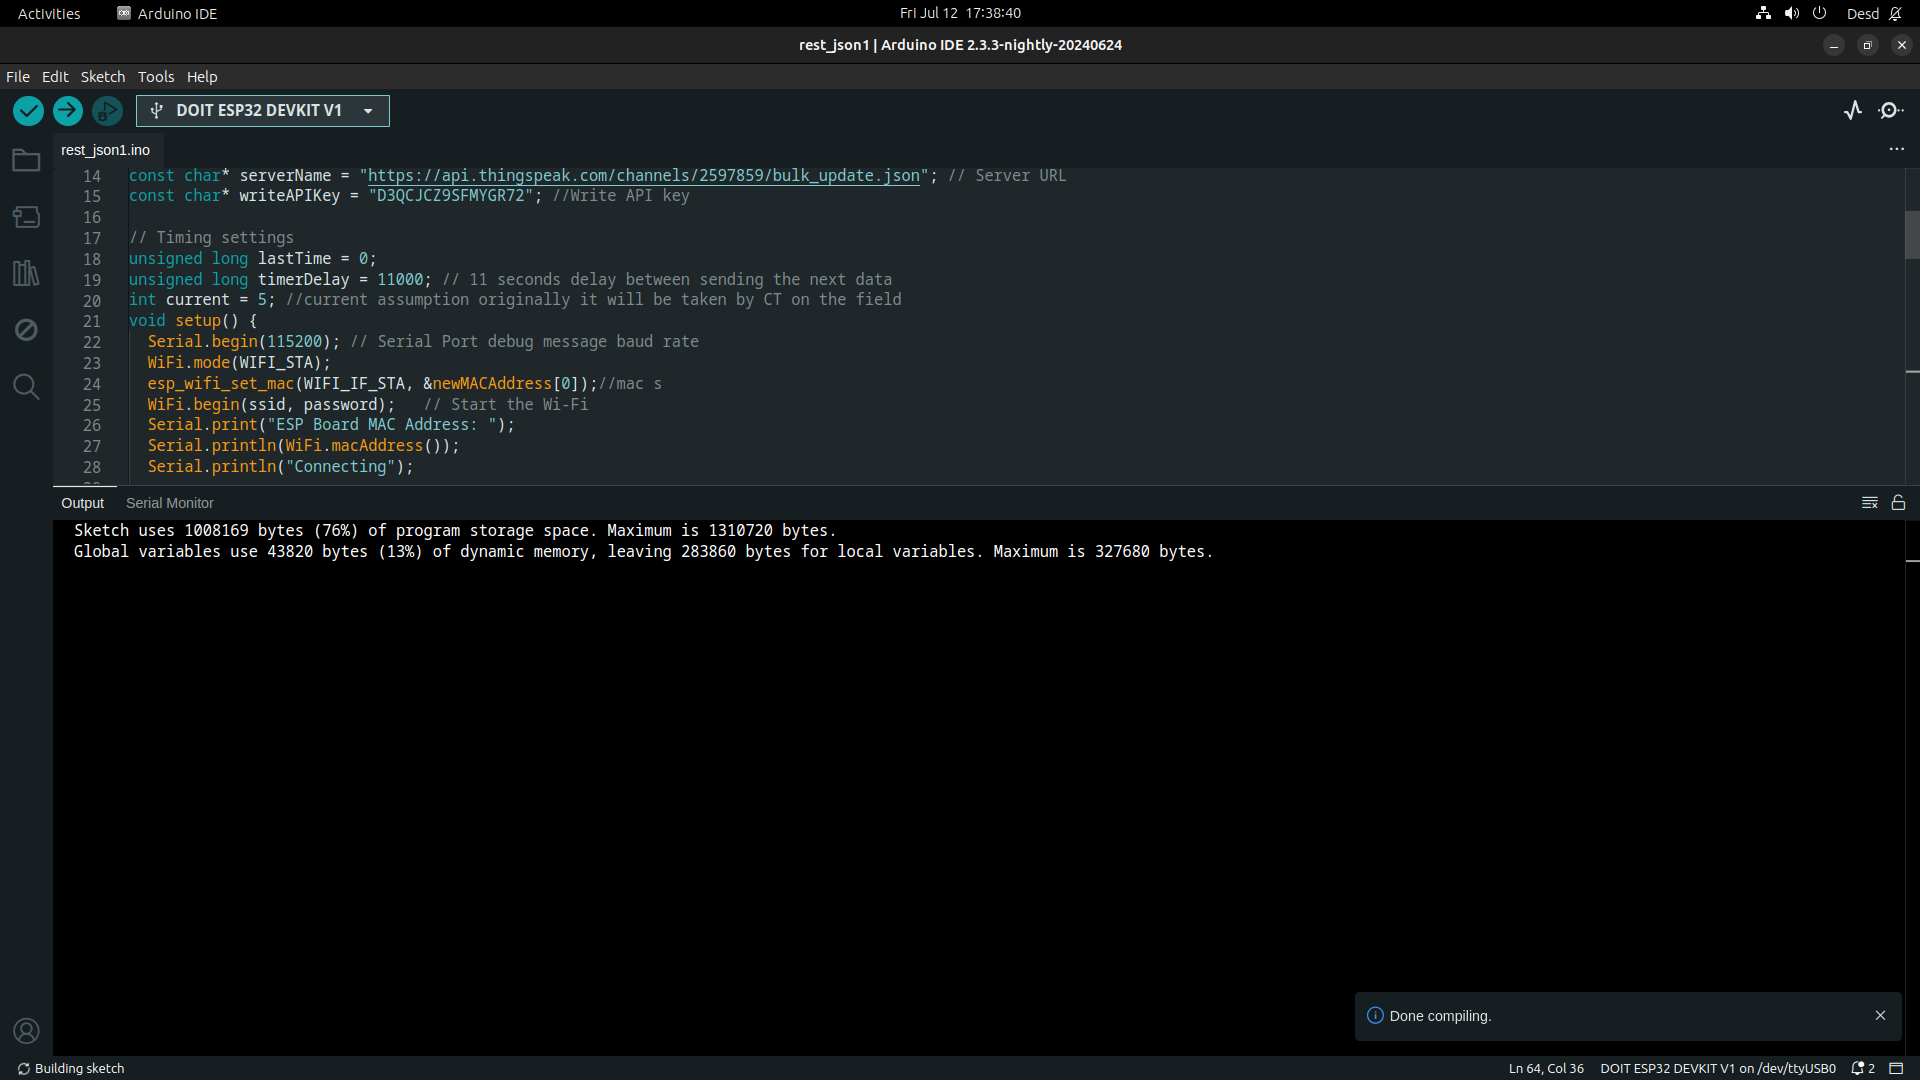 Activities Arduino IDE Fri Jul 12 17:38:40 Desd
rest_json1 | Arduino IDE 2.3.3-nightly-20240624
File Edit Sketch Tools Help
DOIT ESP32 DEVKIT V1
rest_json1.ino
14 const char* serverName = "https://api.thingspeak.com/channels/2597859/bulk_update.json"; // Server URL
15 const char* writeAPIKey = "D3QCJCZ9SFMYGR72"; //Write API key
16
17 // Timing settings
18 unsigned long lastTime = 0;
19 unsigned long timerDelay = 11000; // 11 seconds delay between sending the next data
20 int current = 5; //current assumption originally it will be taken by CT on the field
21 void setup() {
22 Serial.begin(115200); // Serial Port debug message baud rate
23 WiFi.mode(WIFI_STA);
24 esp_wifi_set_mac(WIFI_IF_STA, &newMACAddress[0]);//mac s
25 WiFi.begin(ssid, password); // Start the Wi-Fi
26 Serial.print("ESP Board MAC Address: ");
27 Serial.println(WiFi.macAddress());
28 Serial.println("Connecting");
Output Serial Monitor
Sketch uses 1008169 bytes (76%) of program storage space. Maximum is 1310720 bytes.
Global variables use 43820 bytes (13%) of dynamic memory, leaving 283860 bytes for local variables. Maximum is 327680 bytes.
Done compiling.
Building sketch Ln 64, Col 36 DOIT ESP32 DEVKIT V1 on /dev/ttyUSB0 2